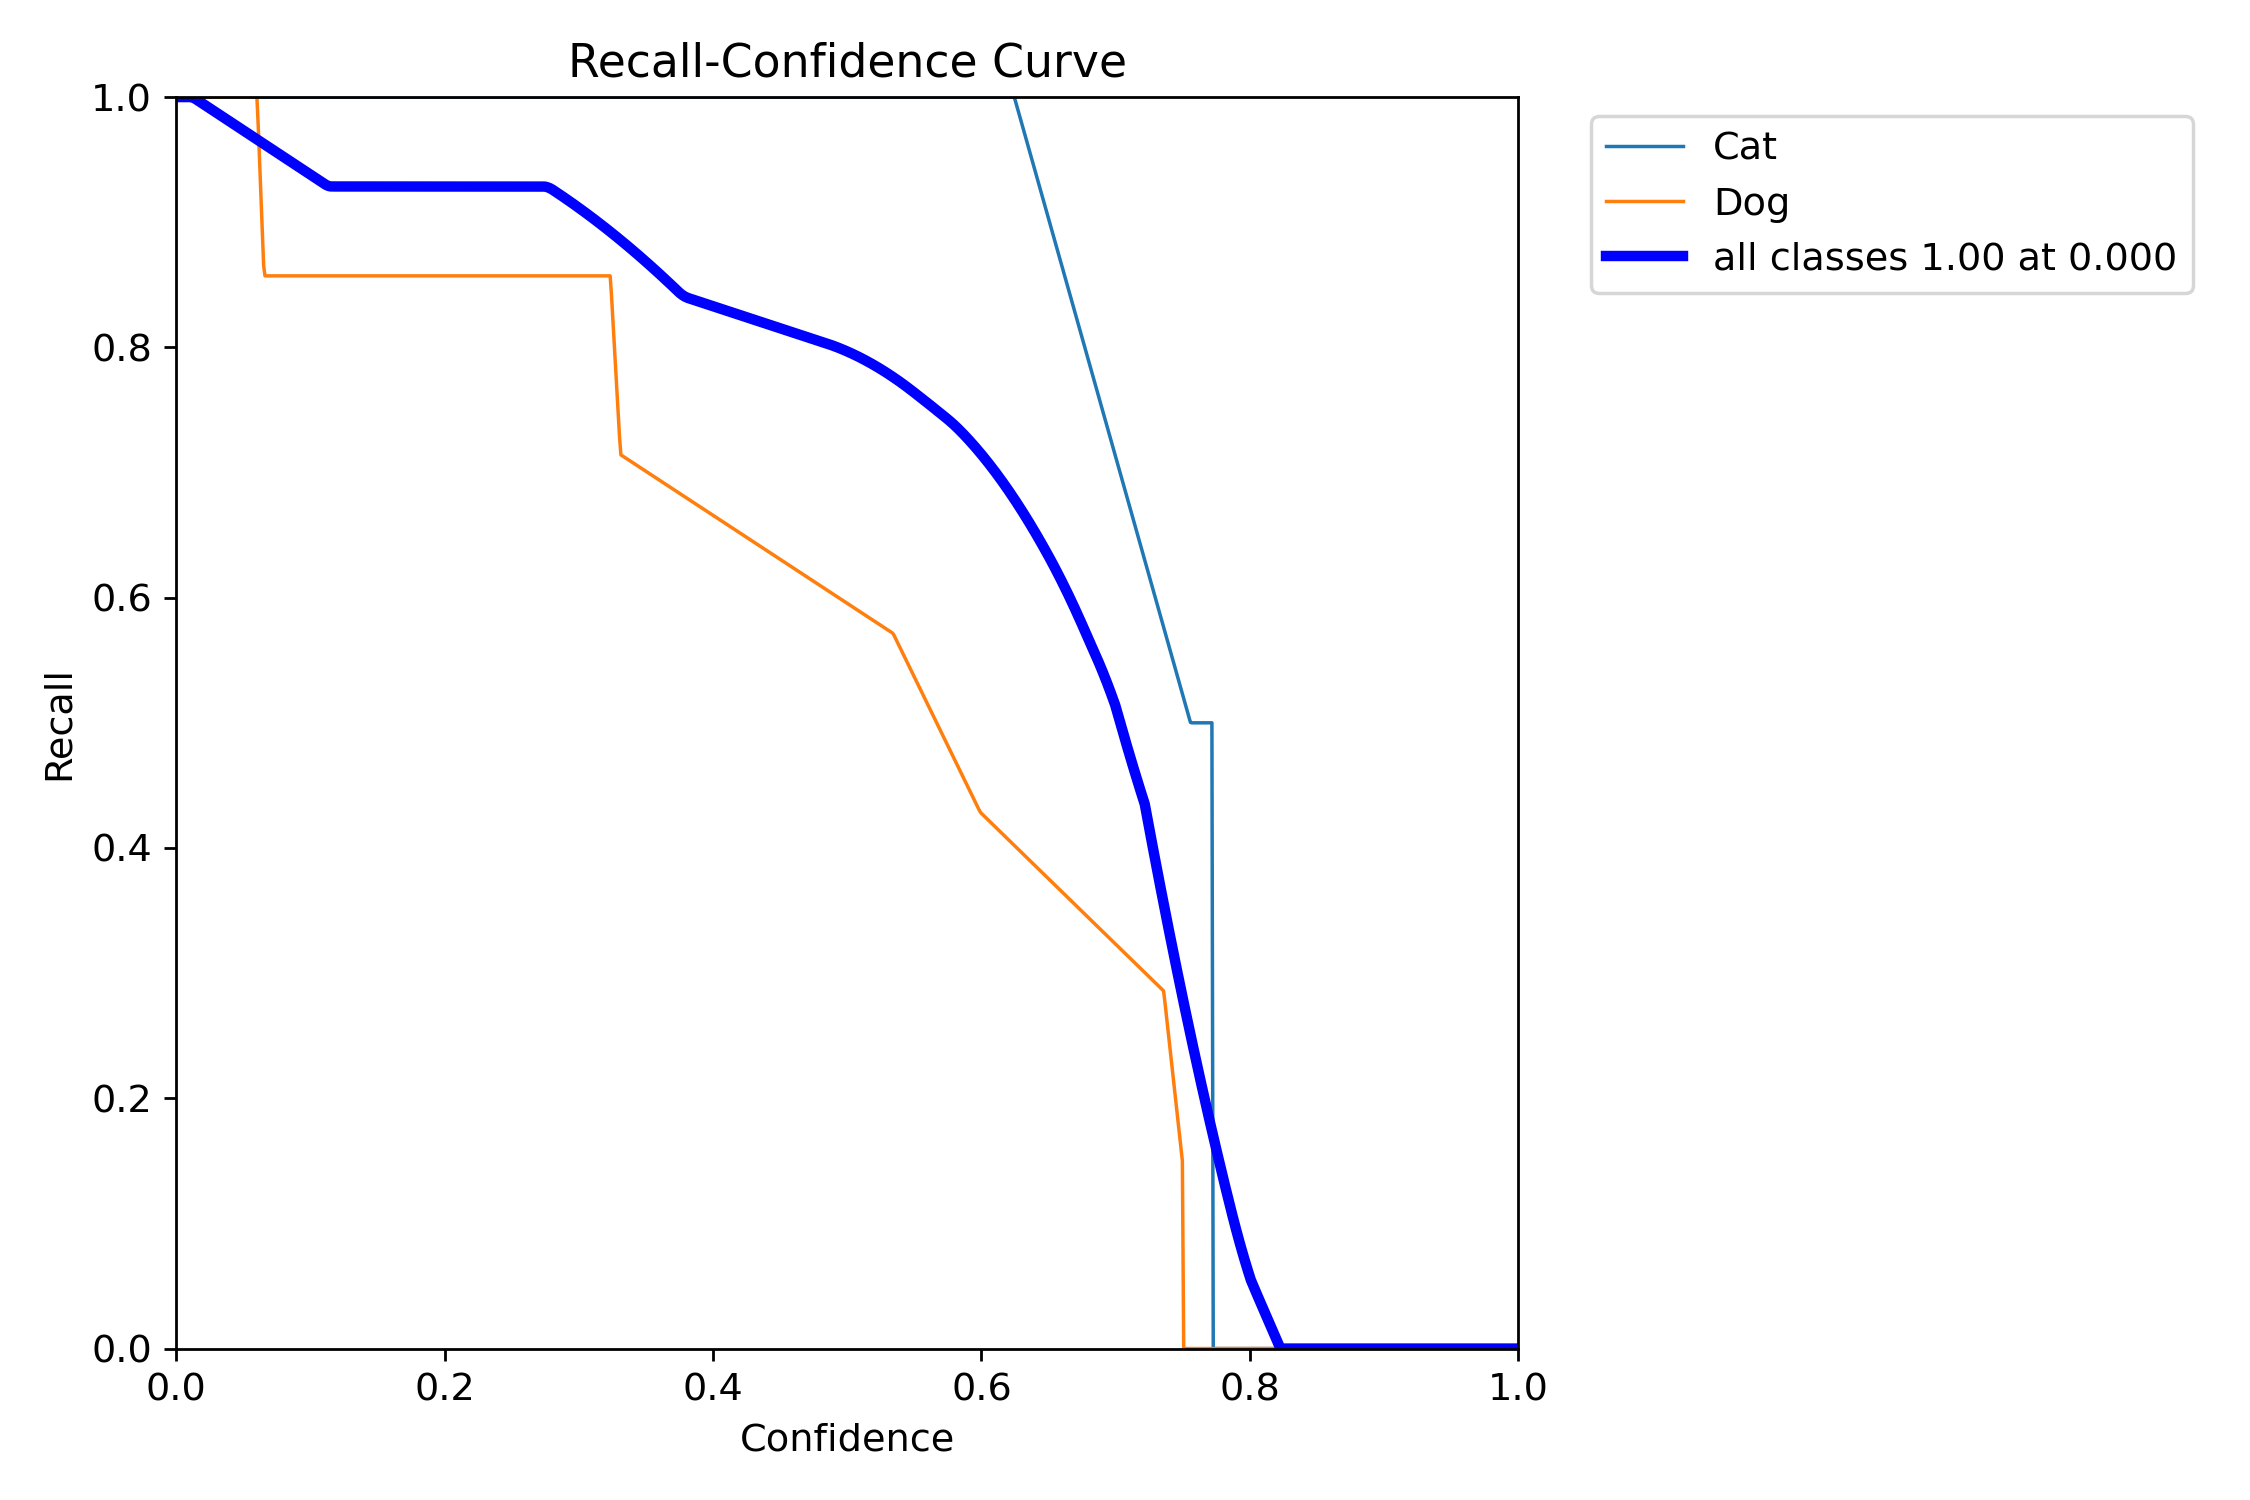 Recall-Confidence Curve
1.0
0.8
0.6
0.4
0.2
0.0
Recall
0.0 0.2 0.4 0.6 0.8 1.0
Confidence
Cat
Dog
all classes 1.00 at 0.000